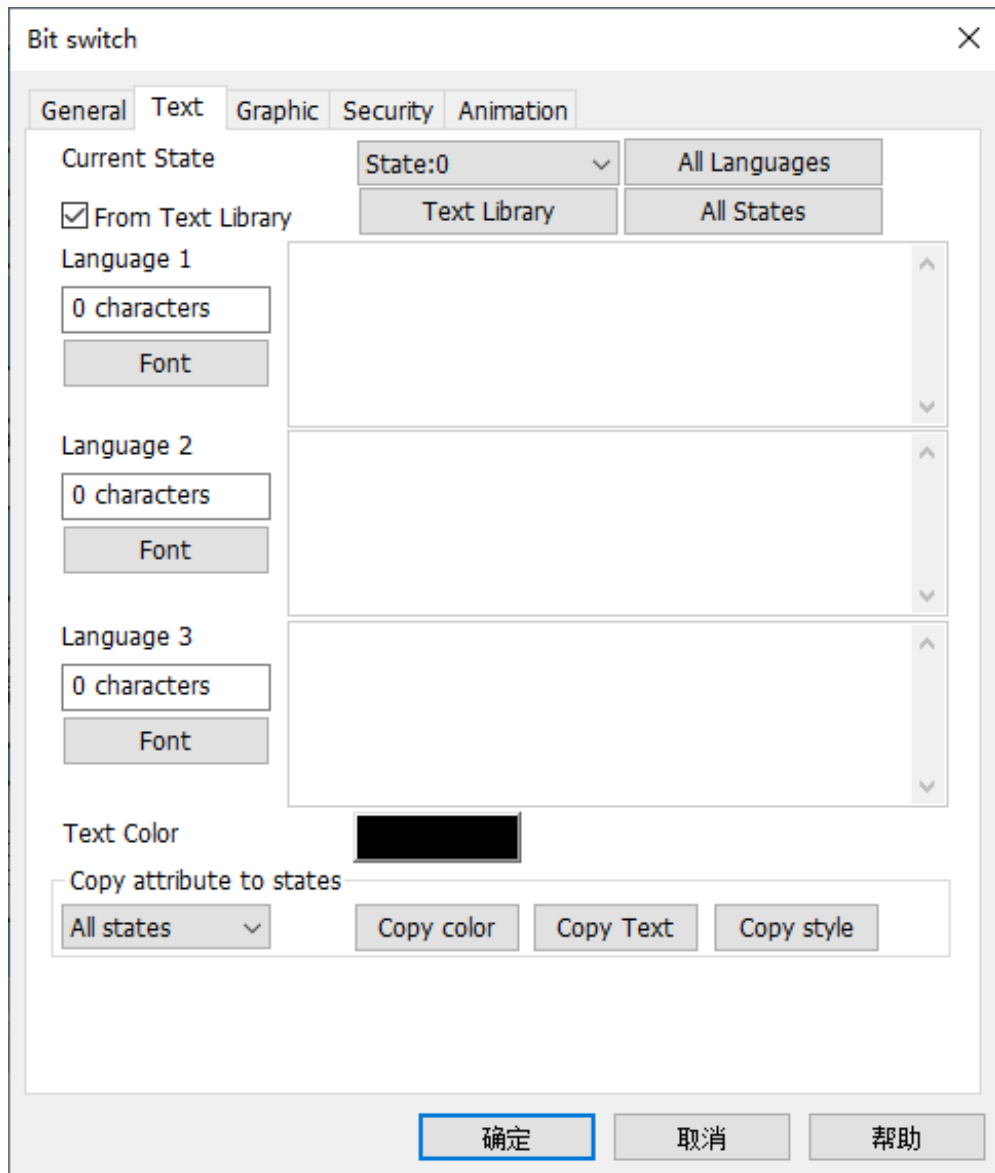 Bit switch
General Text Graphic Security Animation
Current State State:0 All Languages
From Text Library Text Library All States
Language 1
0 characters
Font
Language 2
0 characters
Font
Language 3
0 characters
Font
Text Color
Copy attribute to states
All states Copy color Copy Text Copy style
确定 取消 帮助